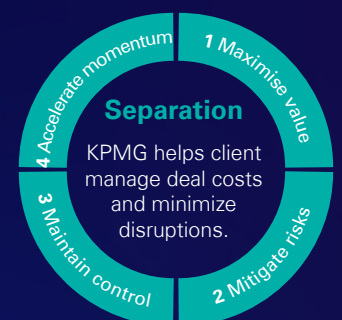 1 Maximise value
2 Mitigate risks
3 Maintain control
4 Accelerate momentum
Separation
KPMG helps client
manage deal costs
and minimize
disruptions.